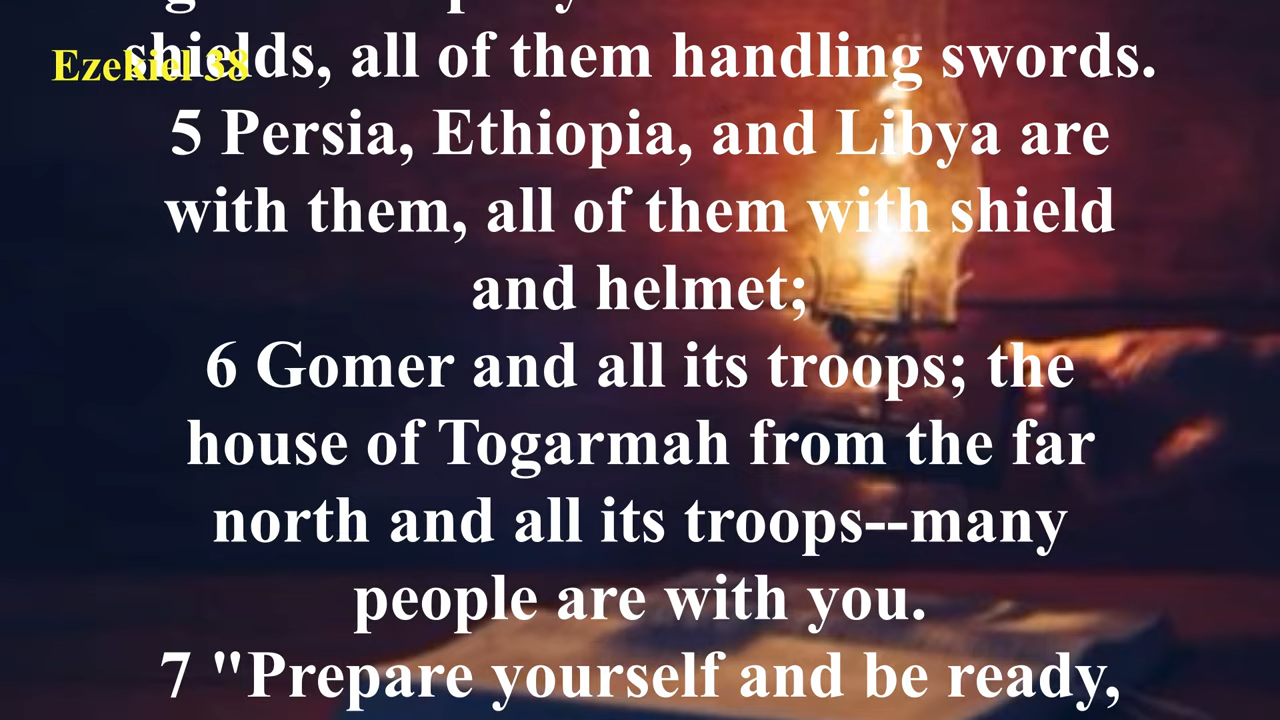 Ezekiel 38
shields, all of them handling swords.
5 Persia, Ethiopia, and Libya are
with them, all of them with shield
and helmet;
6 Gomer and all its troops; the
house of Togarmah from the far
north and all its troops--many
people are with you.
7 "Prepare yourself and be ready,